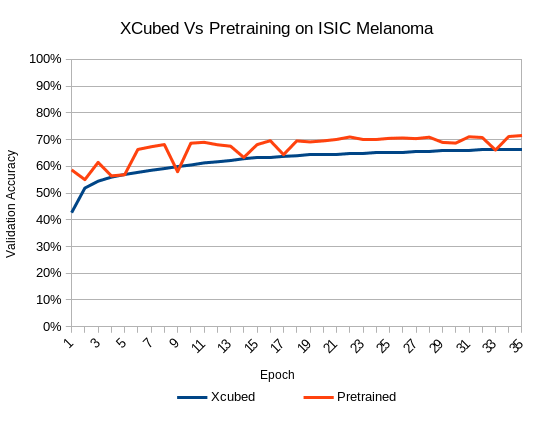 XCubed Vs Pretraining on ISIC Melanoma
100%
90%
80%
70%
60%
50%
40%
30%
20%
10%
0%
Validation Accuracy
1 3 5 7 9 11 13 15 17 19 21 23 25 27 29 31 33 35
Epoch
Xcubed Pretrained